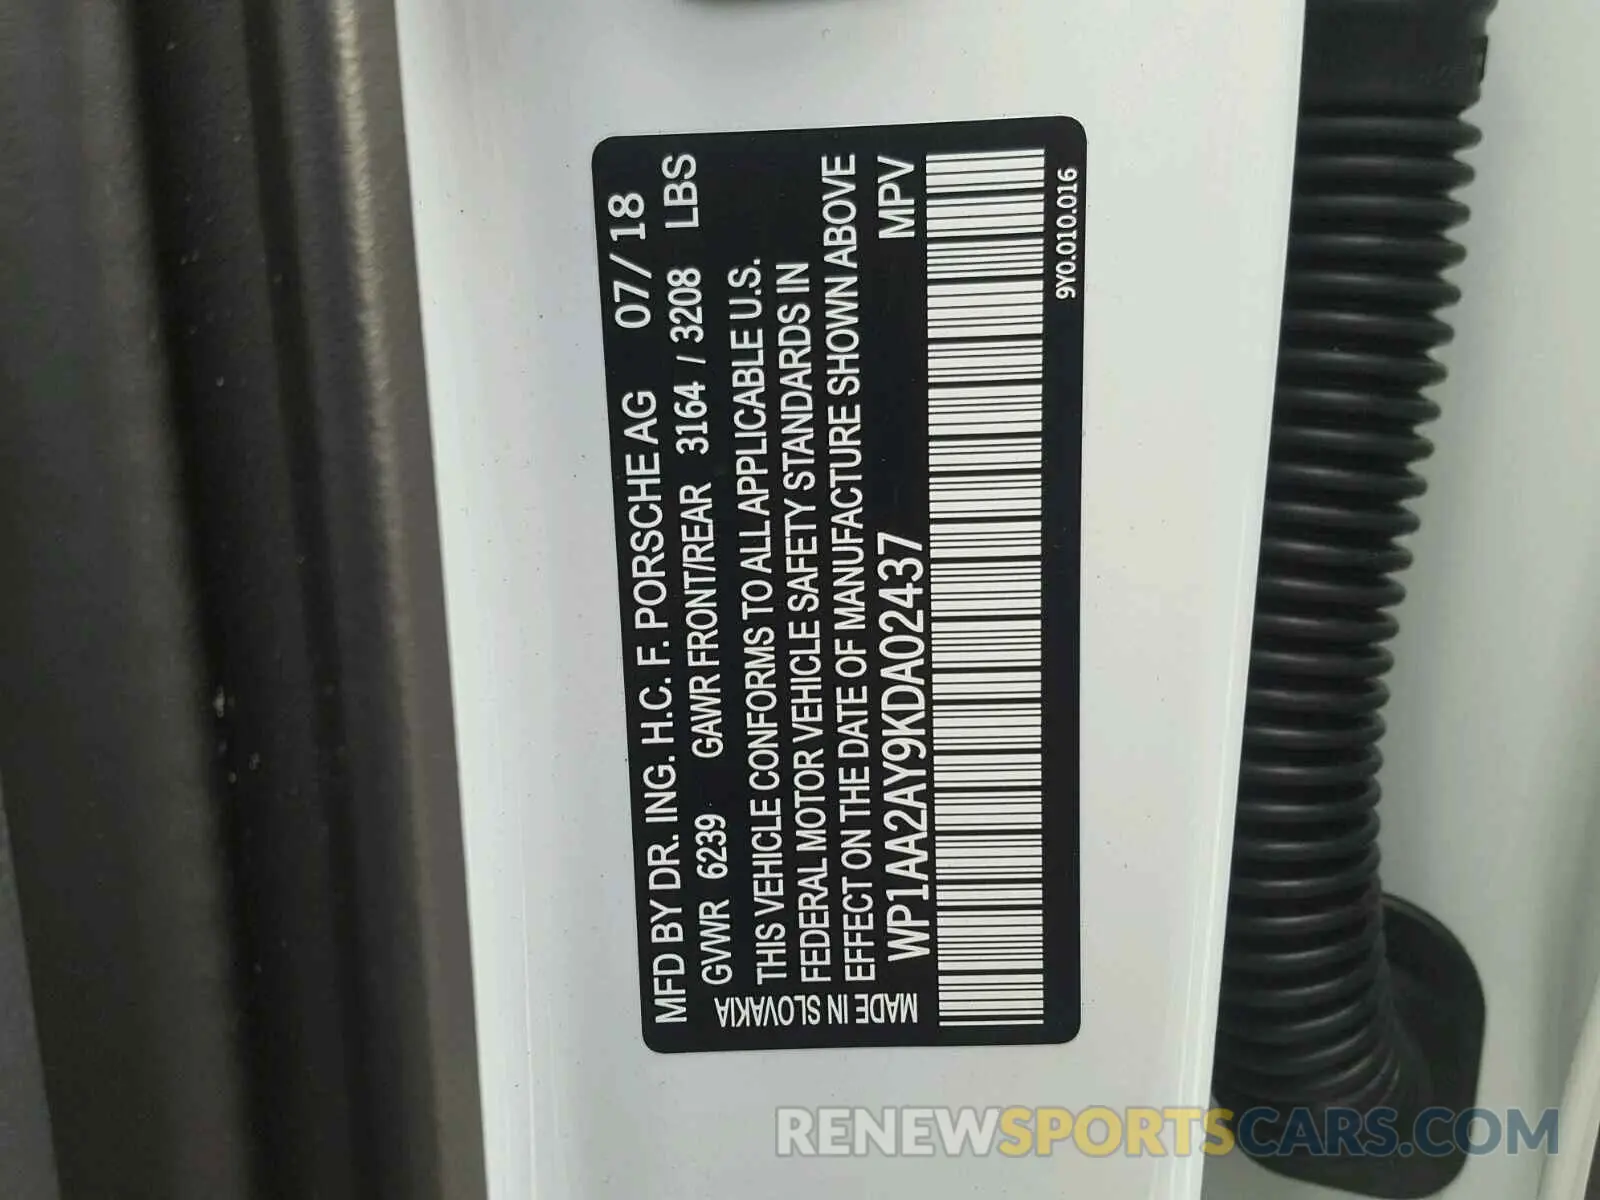 MFD BY DR. ING. H.C. F. PORSCHE AG 07/18
GVWR 6239 GAWR FRONT/REAR 3164 / 3208 LBS
THIS VEHICLE CONFORMS TO ALL APPLICABLE U.S.
FEDERAL MOTOR VEHICLE SAFETY STANDARDS IN
EFFECT ON THE DATE OF MANUFACTURE SHOWN ABOVE
WP1AA2AY9KDA02437 MPV
MADE IN SLOVAKIA
9Y0.010.016
RENEWSPORTSCARS.COM